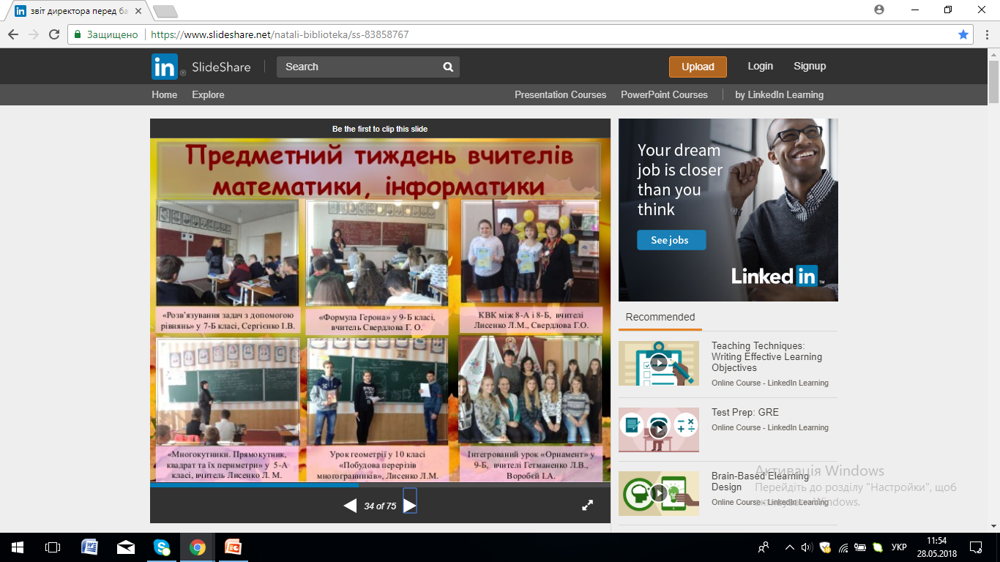 звіт директора перед ба
Защищено
https://www.slideshare.net/natali-biblioteka/ss-83858767
in ® SlideShare
Search
Upload
Login
Signup
Home
Explore
Presentation Courses
PowerPoint Courses
by LinkedIn Learning
Be the first to clip this slide
Предметний тиждень вчителів
математики, інформатики
«Розв'язування задач з допомогою
рівнянь» у 7-Б класі, Сергієнко І.В.
«Формула Герона» у 9-Б класі,
вчитель Свердлова Г. О.
КВК між 8-А і 8-Б, вчителі
Лисенко Л.М., Свердлова Г.О.
«Многокутники. Прямокутник,
квадрат та їх периметри» у 5-А
класі, вчитель Лисенко Л. М.
Урок геометрії у 10 класі
«Побудова перерізів
многогранників», Лисенко Л.М.
Інтегрований урок «Орнамент» у
9-Б, вчителі Гетманенко Л.В.,
Воробєй І.А.
34 of 75
Your dream
job is closer
than you
think
See jobs
Linked in ™
Recommended
Teaching Techniques:
Writing Effective Learning
Objectives
Online Course - LinkedIn Learning
Test Prep: GRE
Online Course - LinkedIn Learning
Brain-Based Elearning
Design
Online Course - LinkedIn Learning
Активація Windows
Перейдіть до розділу "Настройки", щоб
Windows.
УКР
11:54
28.05.2018